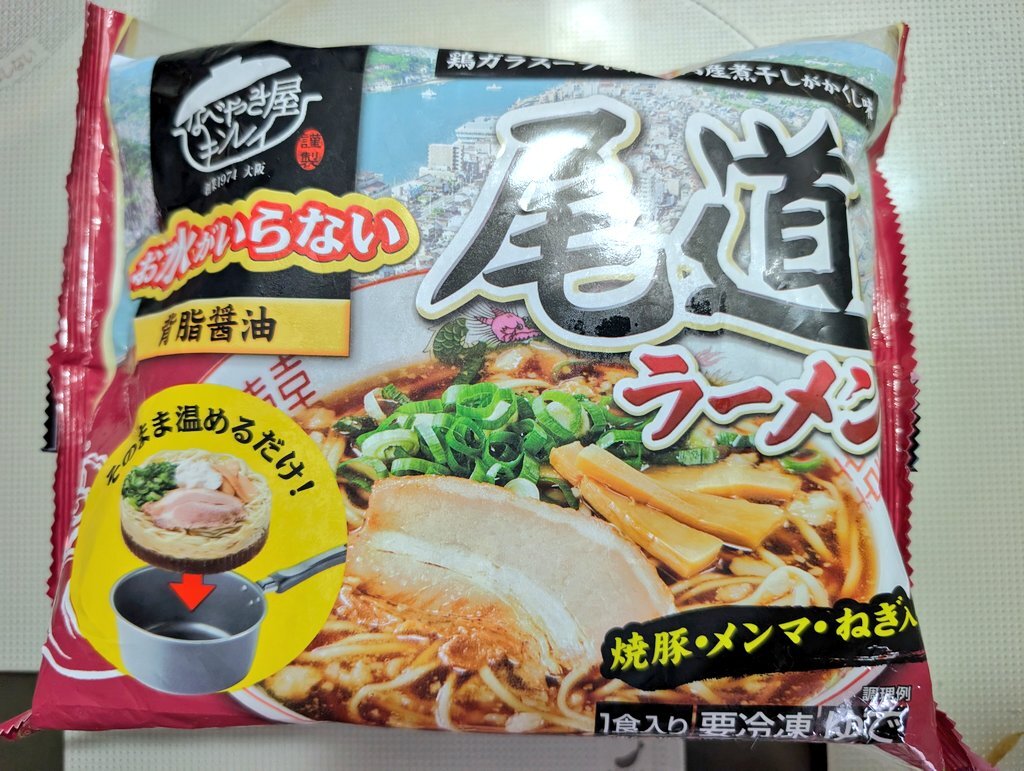 鶏ガラスープ
産煮干しがかくし味
なべやき屋
キンレイ
謹製
創業1974 大阪
尾道
ラーメン
お水がいらない
背脂醤油
そのまま温めるだけ!
焼豚・メンマ・ねぎ入
調理例
1食入り 要冷凍